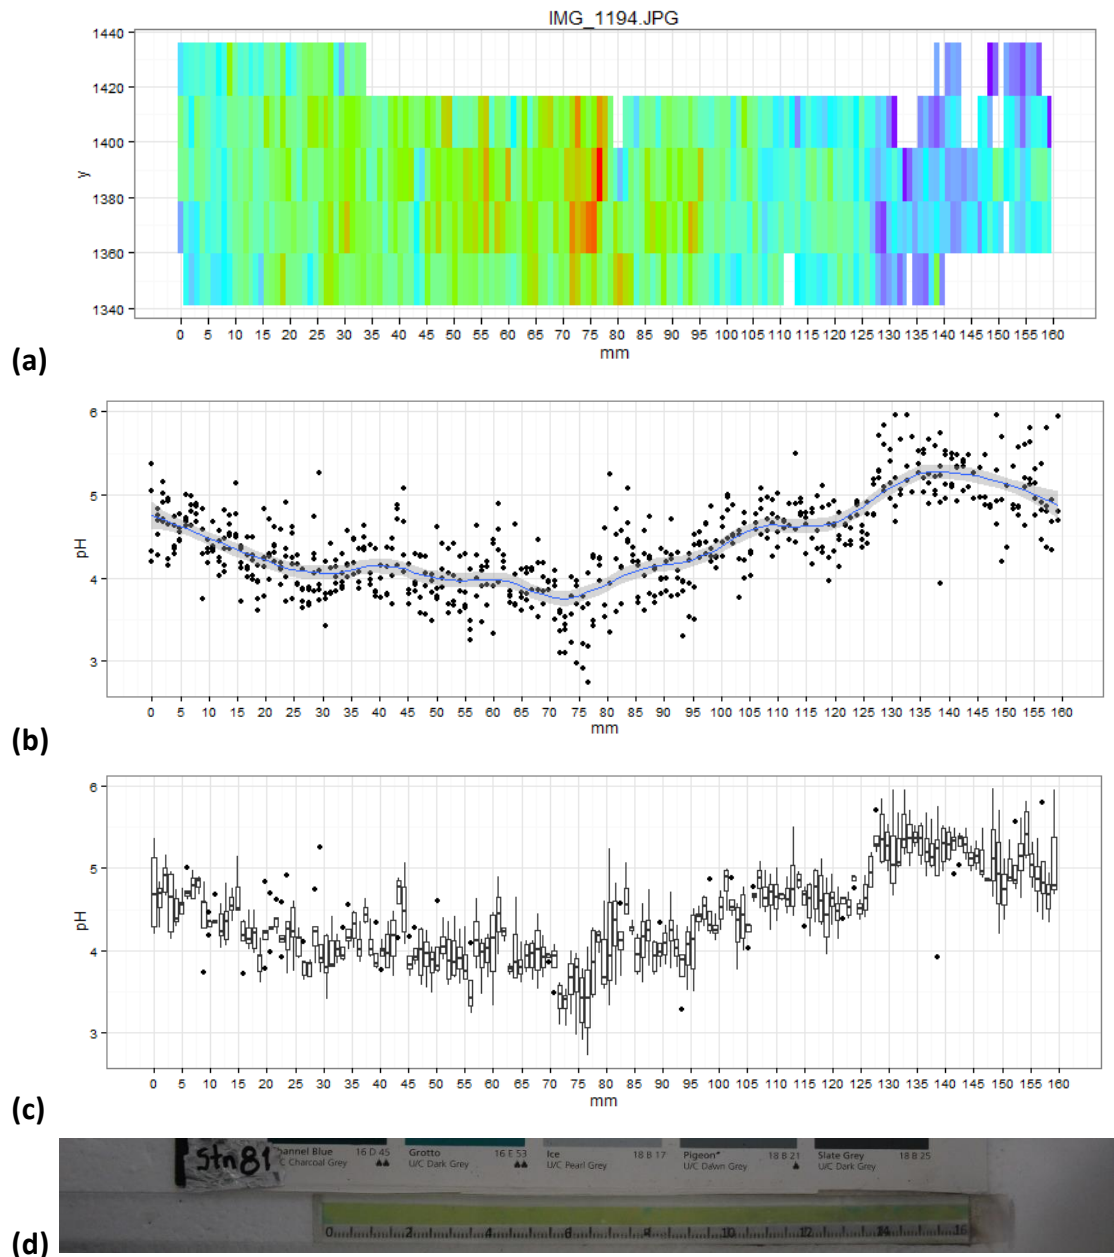 IMG_1194.JPG
1440
1420
1400
y
1380
1360
1340
0 5 10 15 20 25 30 35 40 45 50 55 60 65 70 75 80 85 90 95 100 105 110 115 120 125 130 135 140 145 150 155 160
mm
(a)
6
5
pH
4
3
0 5 10 15 20 25 30 35 40 45 50 55 60 65 70 75 80 85 90 95 100 105 110 115 120 125 130 135 140 145 150 155 160
mm
(b)
6
5
pH
4
3
0 5 10 15 20 25 30 35 40 45 50 55 60 65 70 75 80 85 90 95 100 105 110 115 120 125 130 135 140 145 150 155 160
mm
(c)
Stn81 hannel Blue 16 D 45 Grotto 16 E 53 Ice 18 B 17 Pigeon* 18 B 21 Slate Grey 18 B 25
/C Charcoal Grey U/C Dark Grey U/C Pearl Grey U/C Dawn Grey U/C Dark Grey
0 2 4 6 8 10 12 14 16
(d)